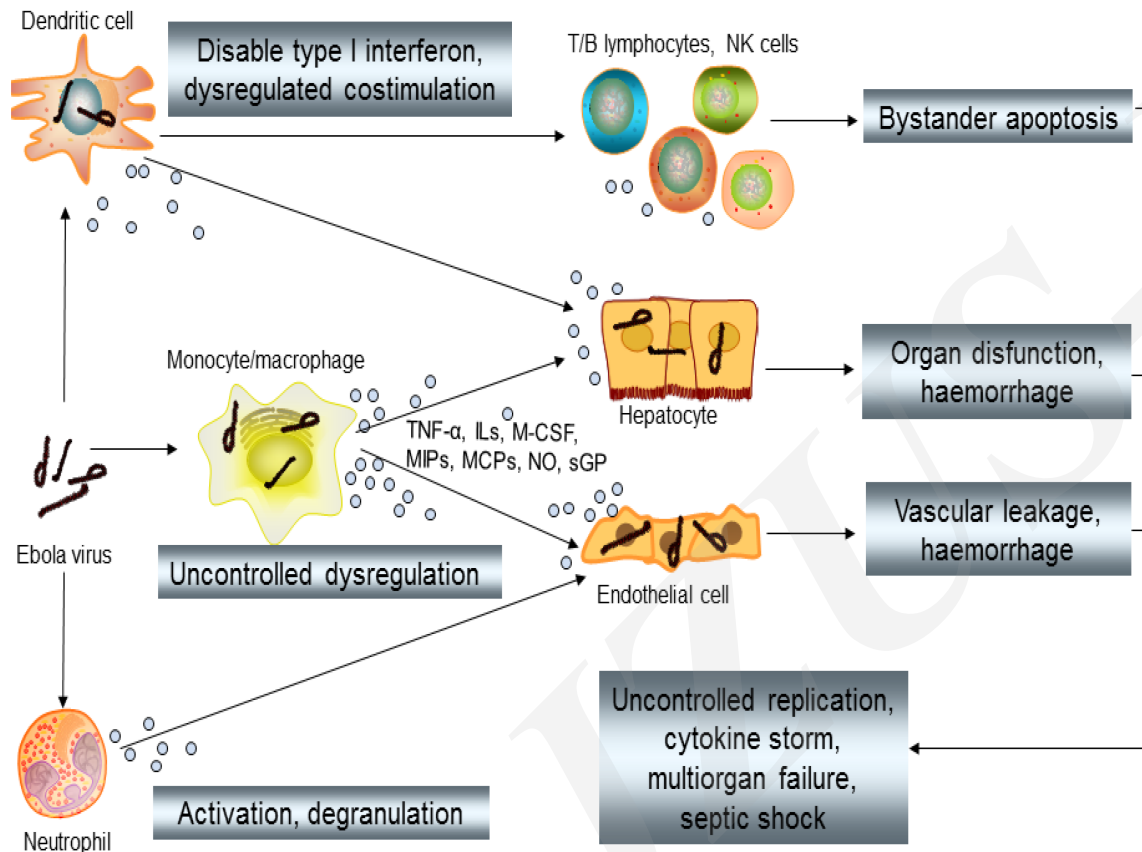 Dendritic cell
Disable type I interferon,
dysregulated costimulation
T/B lymphocytes, NK cells
Bystander apoptosis
Monocyte/macrophage
TNF-α, ILs, M-CSF,
MIPs, MCPs, NO, sGP
Hepatocyte
Organ disfunction,
haemorrhage
Ebola virus
Uncontrolled dysregulation
Endothelial cell
Vascular leakage,
haemorrhage
Neutrophil
Activation, degranulation
Uncontrolled replication,
cytokine storm,
multiorgan failure,
septic shock